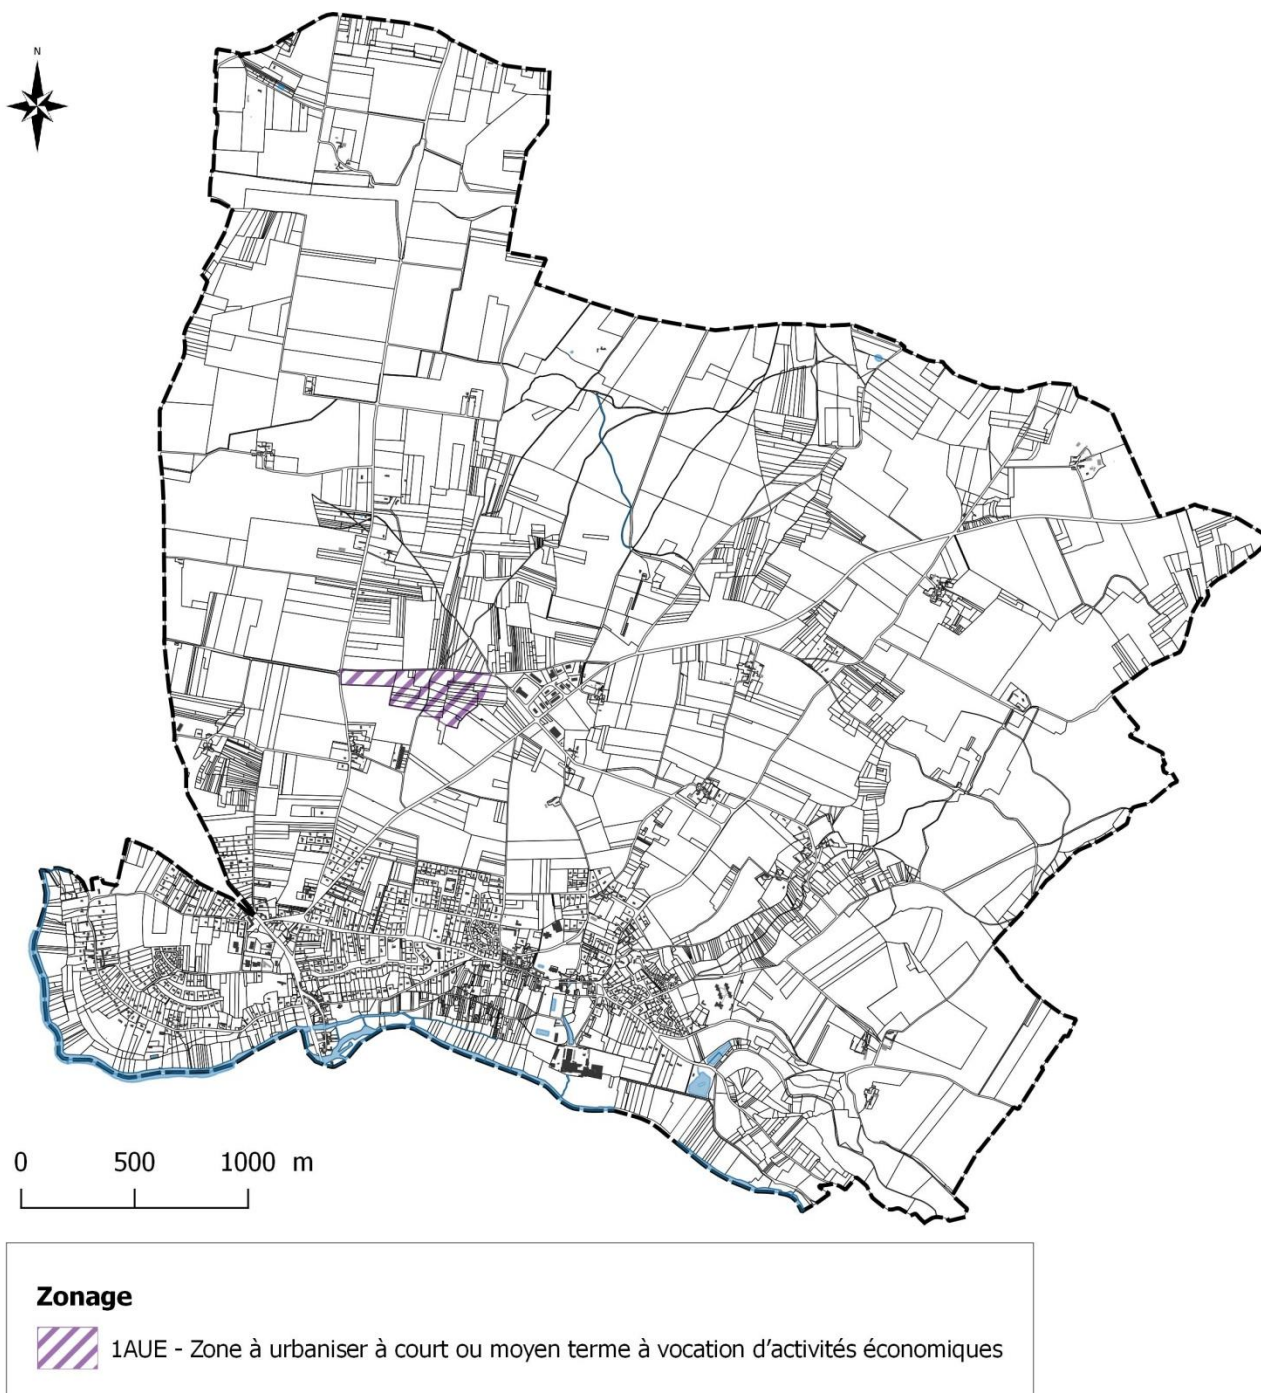 N
0 500 1000 m
Zonage
1AUE - Zone à urbaniser à court ou moyen terme à vocation d’activités économiques